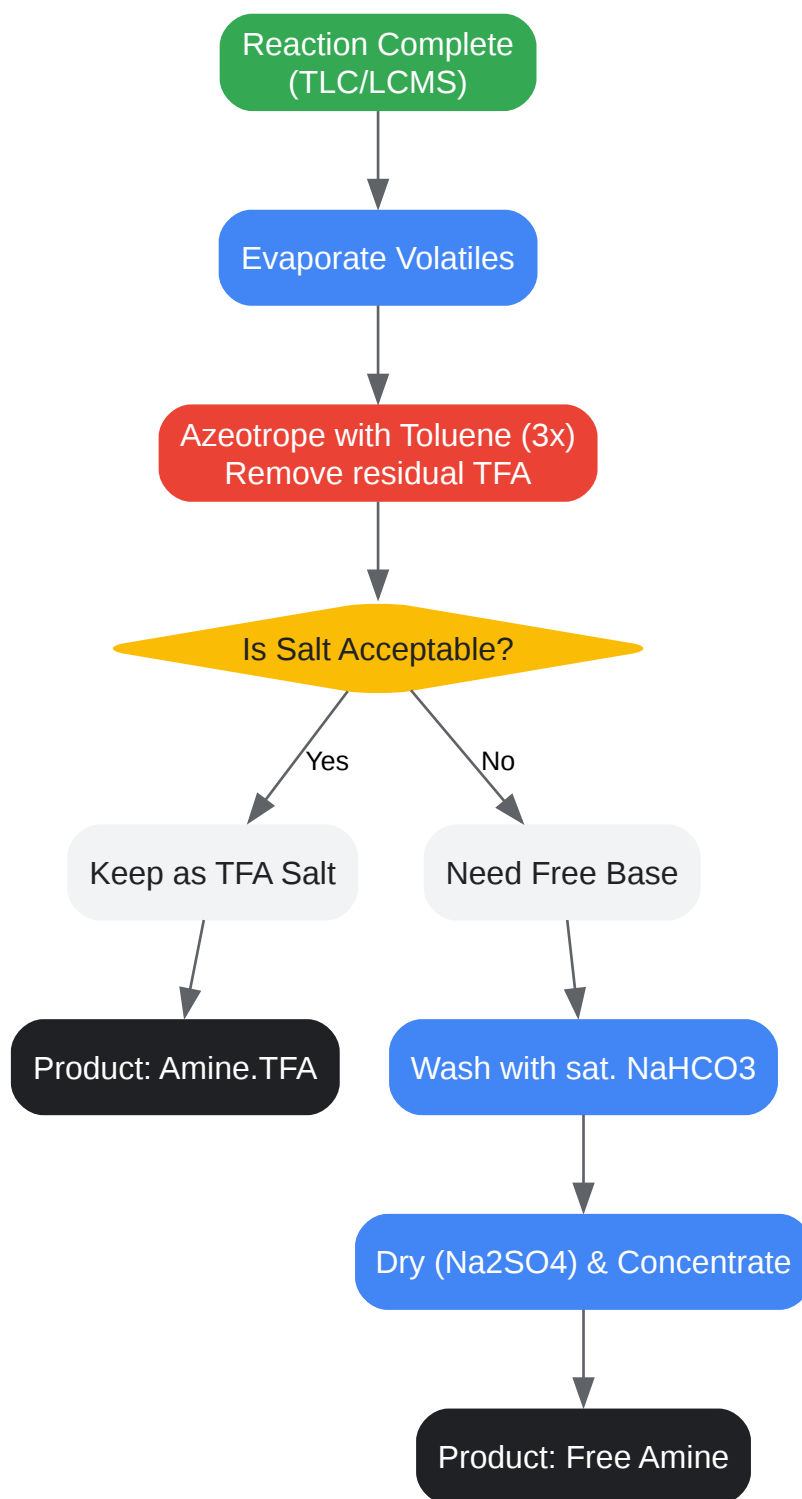 Reaction Complete
(TLC/LCMS)
Evaporate Volatiles
Azeotrope with Toluene (3x)
Remove residual TFA
Is Salt Acceptable?
Yes
No
Keep as TFA Salt
Need Free Base
Product: Amine.TFA
Wash with sat. NaHCO3
Dry (Na2SO4) & Concentrate
Product: Free Amine